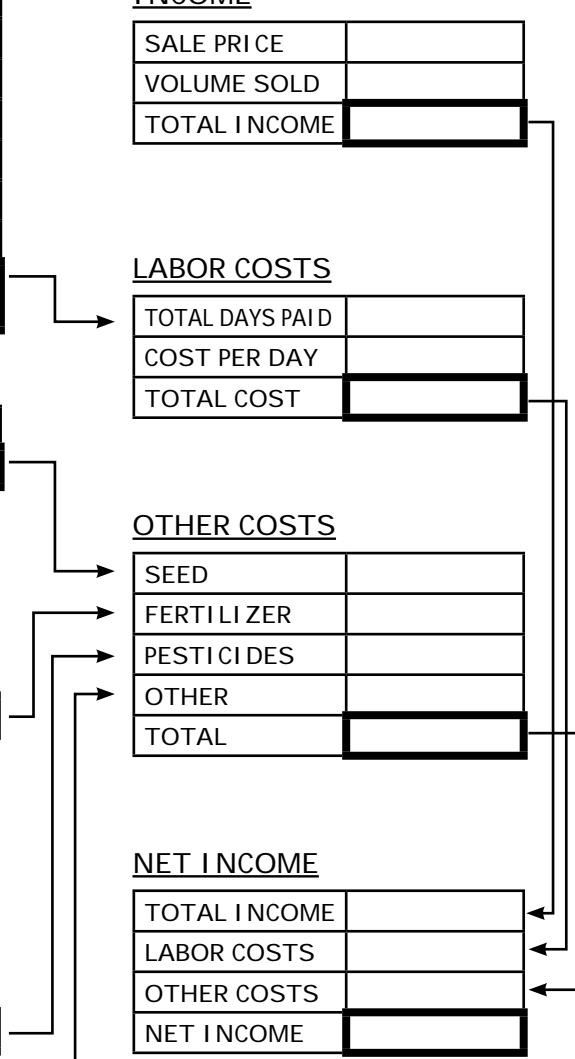 INCOME
SALE PRICE
VOLUME SOLD
TOTAL INCOME
LABOR COSTS
TOTAL DAYS PAID
COST PER DAY
TOTAL COST
OTHER COSTS
SEED
FERTILIZER
PESTICIDES
OTHER
TOTAL
NET INCOME
TOTAL INCOME
LABOR COSTS
OTHER COSTS
NET INCOME